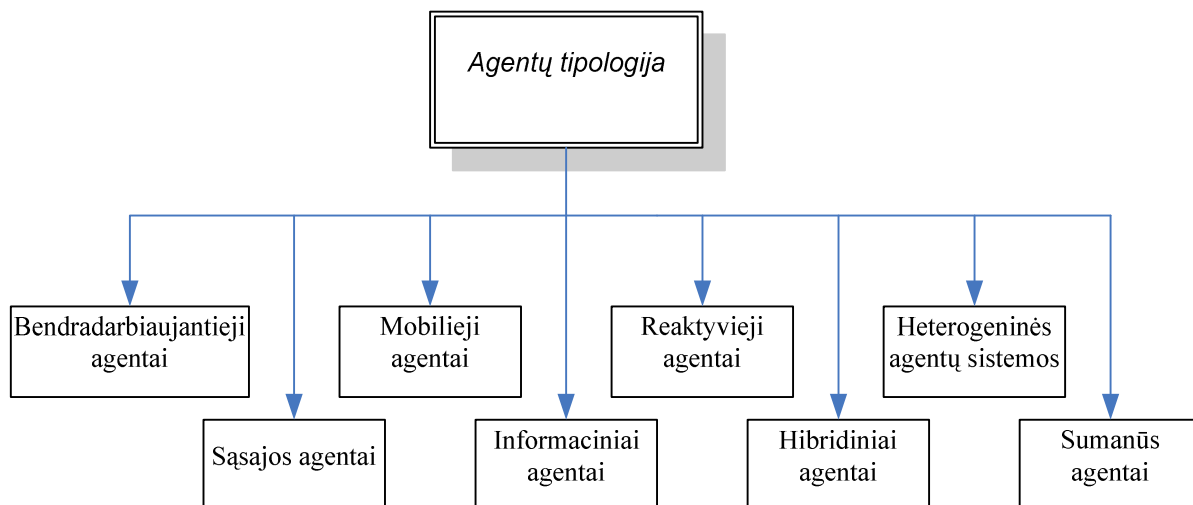 Agentų tipologija
Bendradarbiaujantieji
agentai
Mobilieji
agentai
Reaktyvieji
agentai
Heterogeninės
agentų sistemos
Sąsajos agentai
Informaciniai
agentai
Hibridiniai
agentai
Sumanūs
agentai